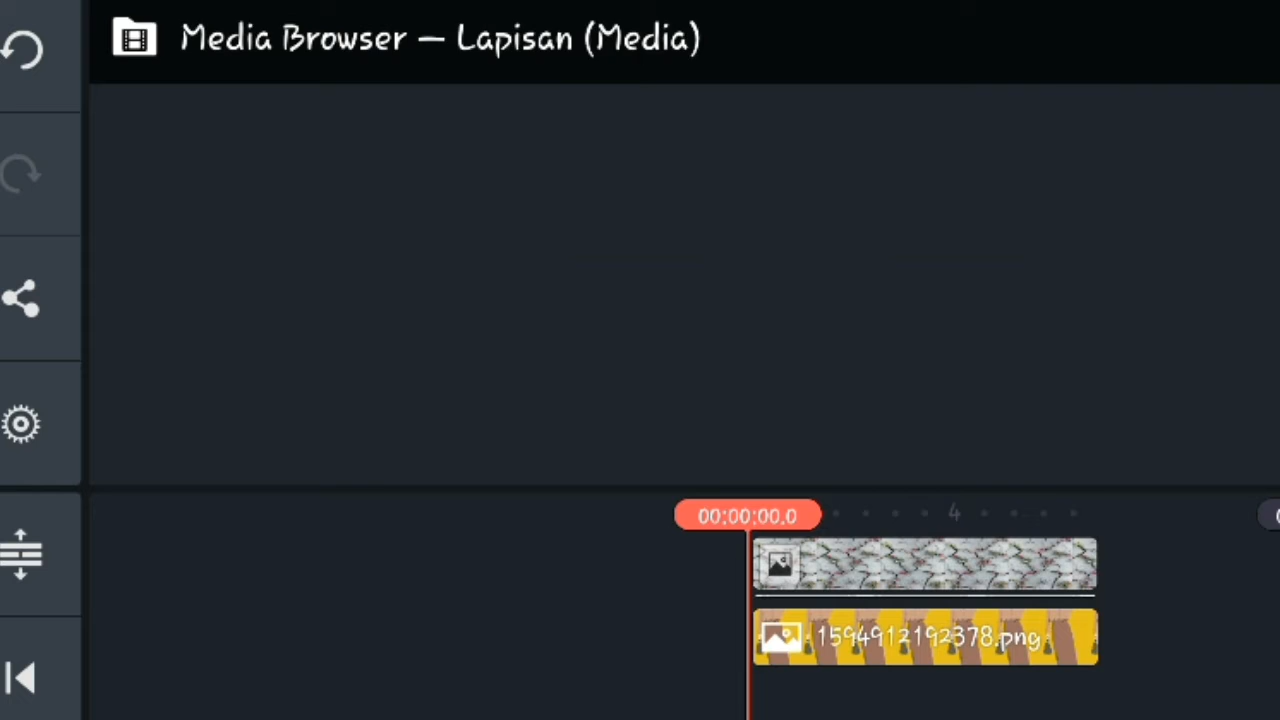 Media Browser — Lapisan (Media)
00:00:00.0
4
1594912192378.png